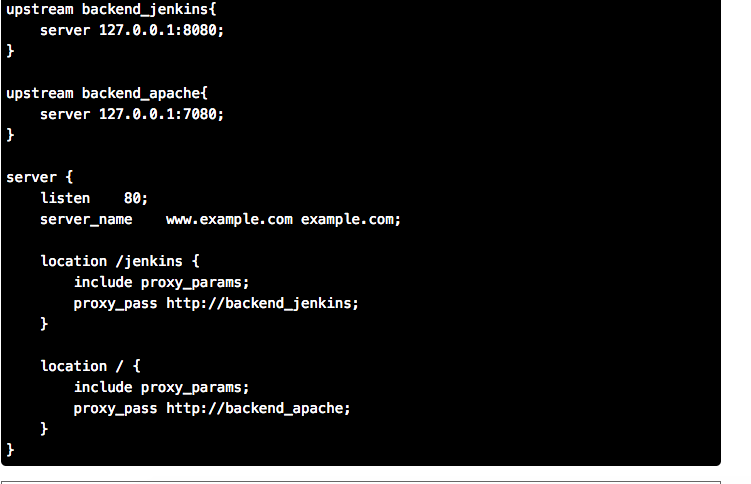 upstream backend_jenkins{
    server 127.0.0.1:8080;
}

upstream backend_apache{
    server 127.0.0.1:7080;
}

server {
    listen    80;
    server_name    www.example.com example.com;

    location /jenkins {
        include proxy_params;
        proxy_pass http://backend_jenkins;
    }

    location / {
        include proxy_params;
        proxy_pass http://backend_apache;
    }
}